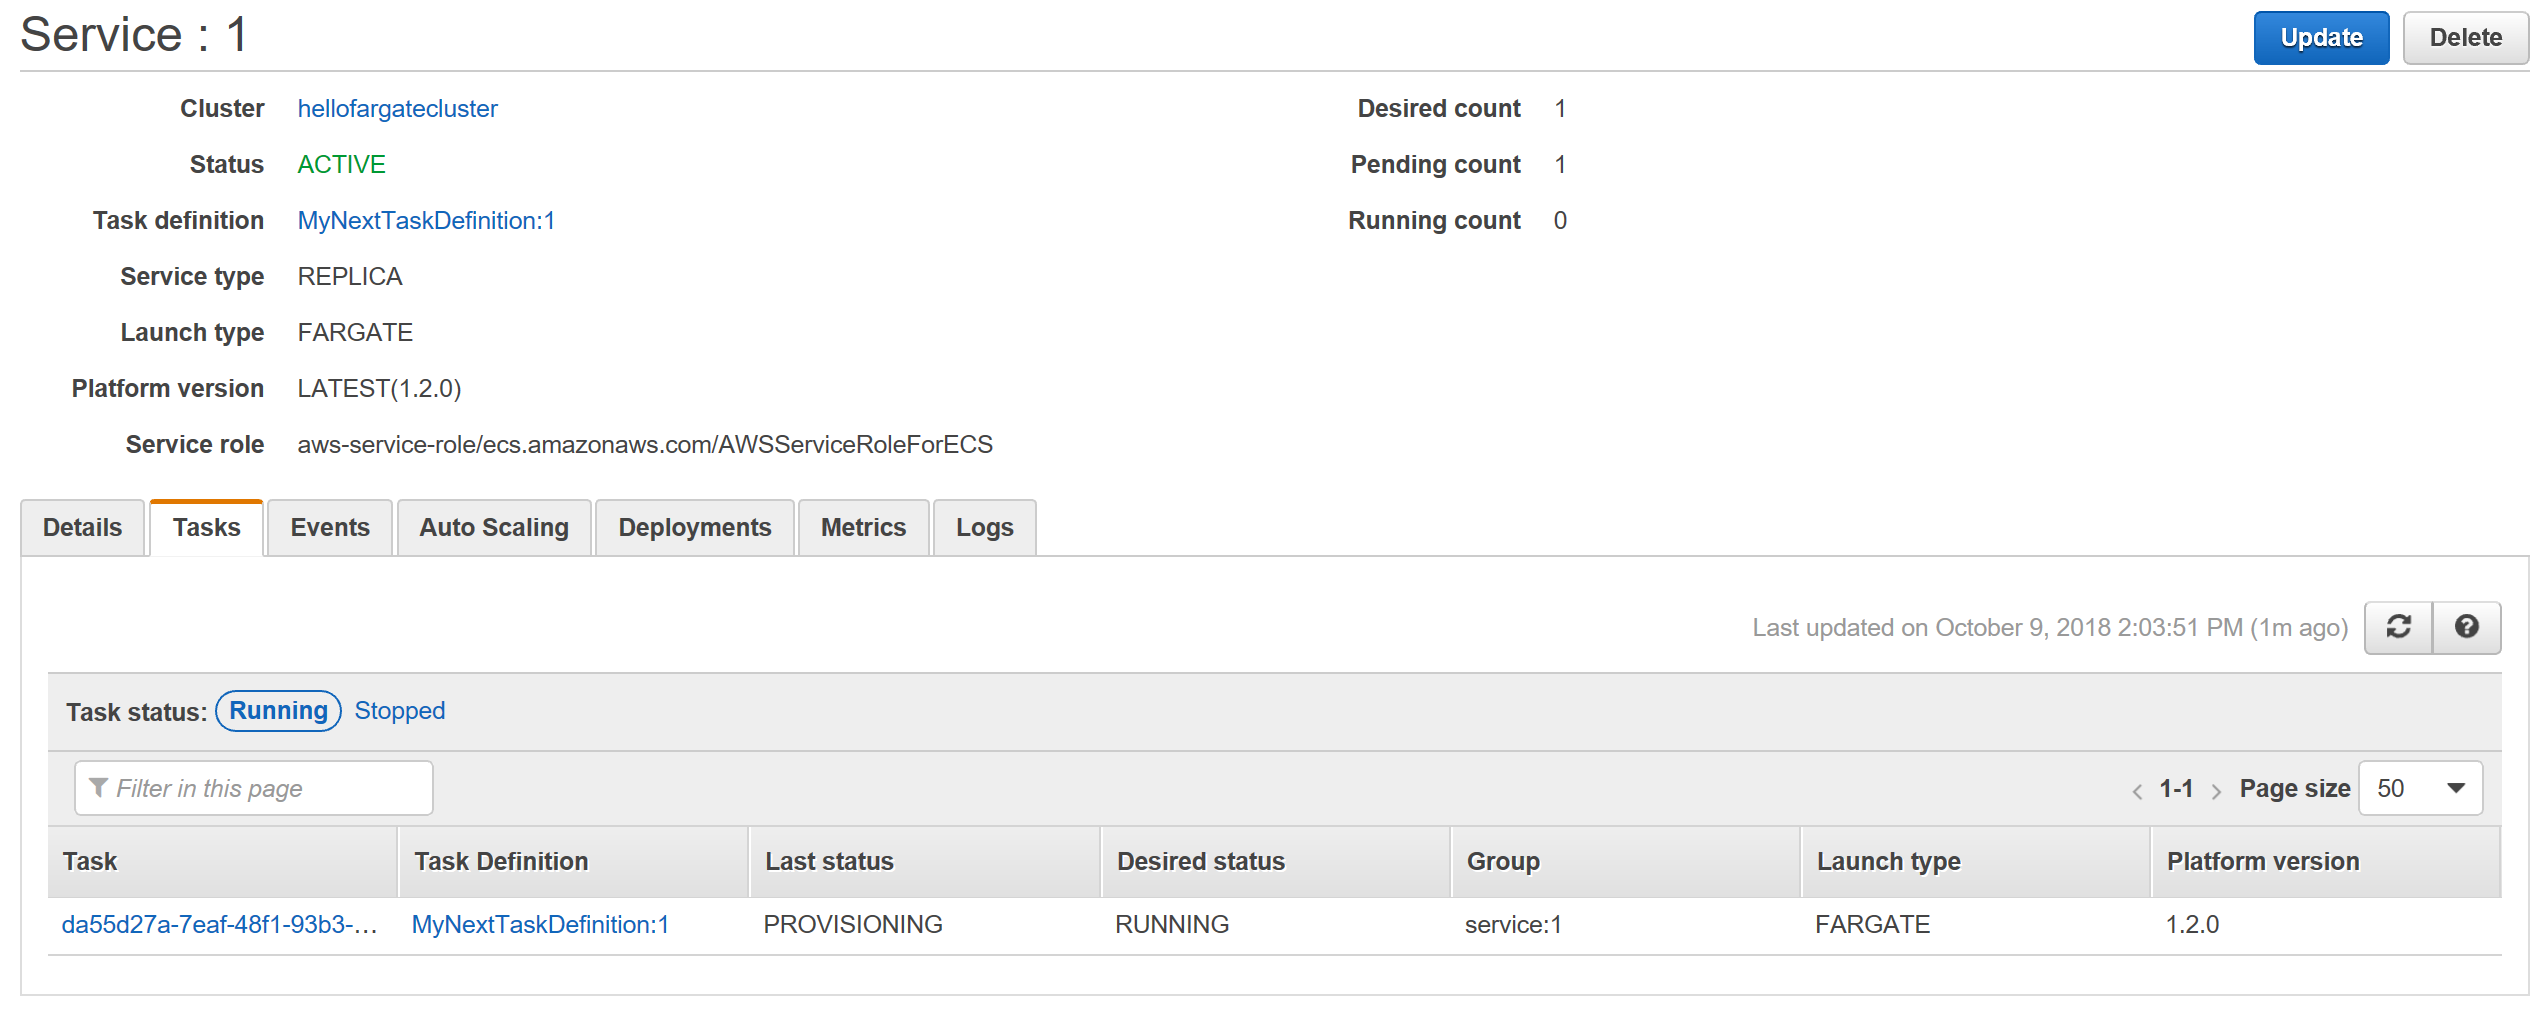 Service : 1
Update Delete
Cluster hellofargatecluster Desired count 1
Status ACTIVE Pending count 1
Task definition MyNextTaskDefinition:1 Running count 0
Service type REPLICA
Launch type FARGATE
Platform version LATEST(1.2.0)
Service role aws-service-role/ecs.amazonaws.com/AWSServiceRoleForECS
Details Tasks Events Auto Scaling Deployments Metrics Logs
Last updated on October 9, 2018 2:03:51 PM (1m ago)
Task status: Running Stopped
Filter in this page < 1-1 > Page size 50
Task Task Definition Last status Desired status Group Launch type Platform version
da55d27a-7eaf-48f1-93b3-... MyNextTaskDefinition:1 PROVISIONING RUNNING service:1 FARGATE 1.2.0